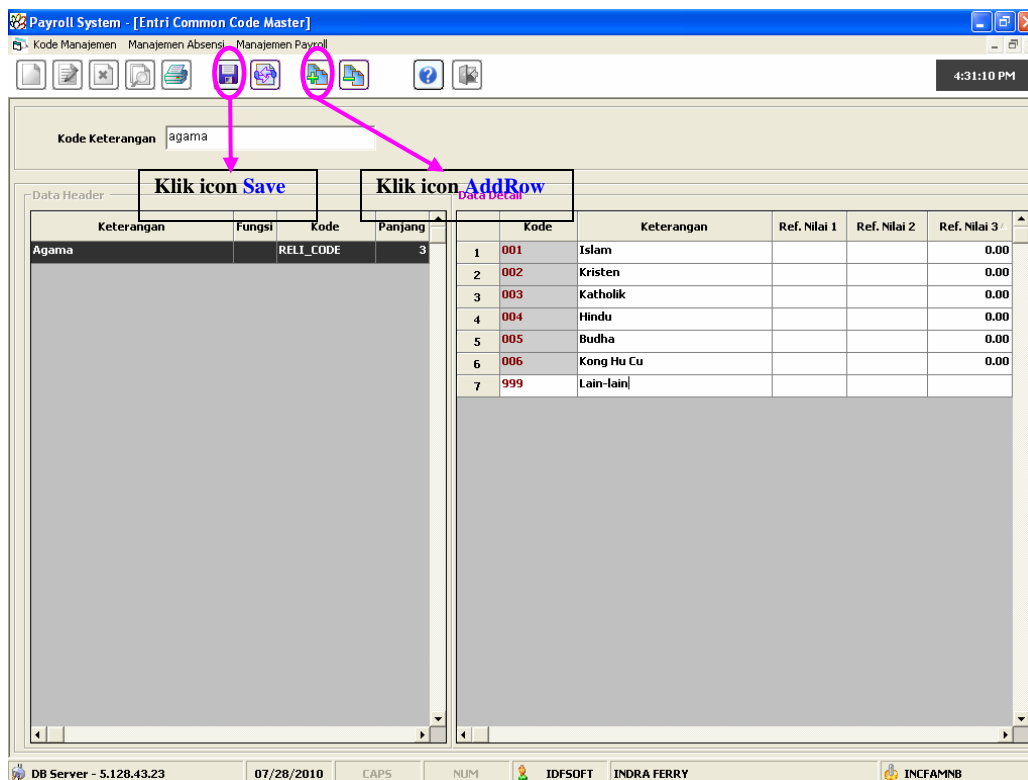 Payroll System - [Entri Common Code Master]
Kode Manajemen Manajemen Absensi Manajemen Payroll
4:31:10 PM
Kode Keterangan agama
Klik icon Save
Klik icon AddRow
Data Header
Data Detail
Keterangan Fungsi Kode Panjang
Agama RELI_CODE 3
Kode Keterangan Ref. Nilai 1 Ref. Nilai 2 Ref. Nilai 3
1 001 Islam 0.00
2 002 Kristen 0.00
3 003 Katholik 0.00
4 004 Hindu 0.00
5 005 Budha 0.00
6 006 Kong Hu Cu 0.00
7 999 Lain-lain
DB Server - 5.128.43.23 07/28/2010 CAPS NUM IDFSOFT INDRA FERRY INCFAMNB